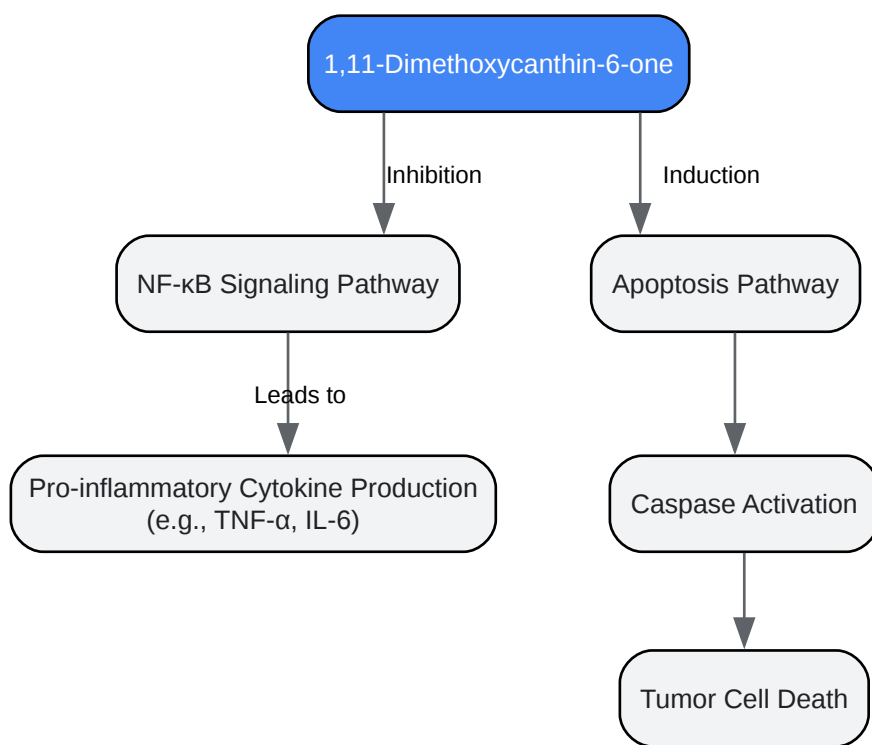 1,11-Dimethoxycanthin-6-one
Inhibition
Induction
NF-κB Signaling Pathway
Apoptosis Pathway
Leads to
Pro-inflammatory Cytokine Production
(e.g., TNF-α, IL-6)
Caspase Activation
Tumor Cell Death